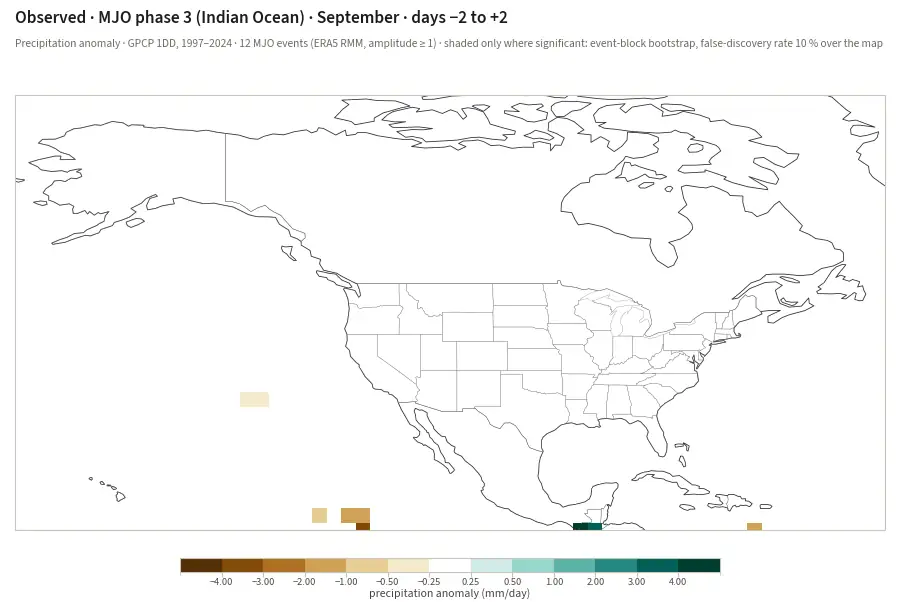 Observed · MJO phase 3 (Indian Ocean) · September · days −2 to +2
Precipitation anomaly · GPCP 1DD, 1997–2024 · 12 MJO events (ERA5 RMM, amplitude ≥ 1) · shaded only where significant: event-block bootstrap, false-discovery rate 10 % over the map
−4.00 −3.00 −2.00 −1.00 −0.50 −0.25 0.25 0.50 1.00 2.00 3.00 4.00
precipitation anomaly (mm/day)